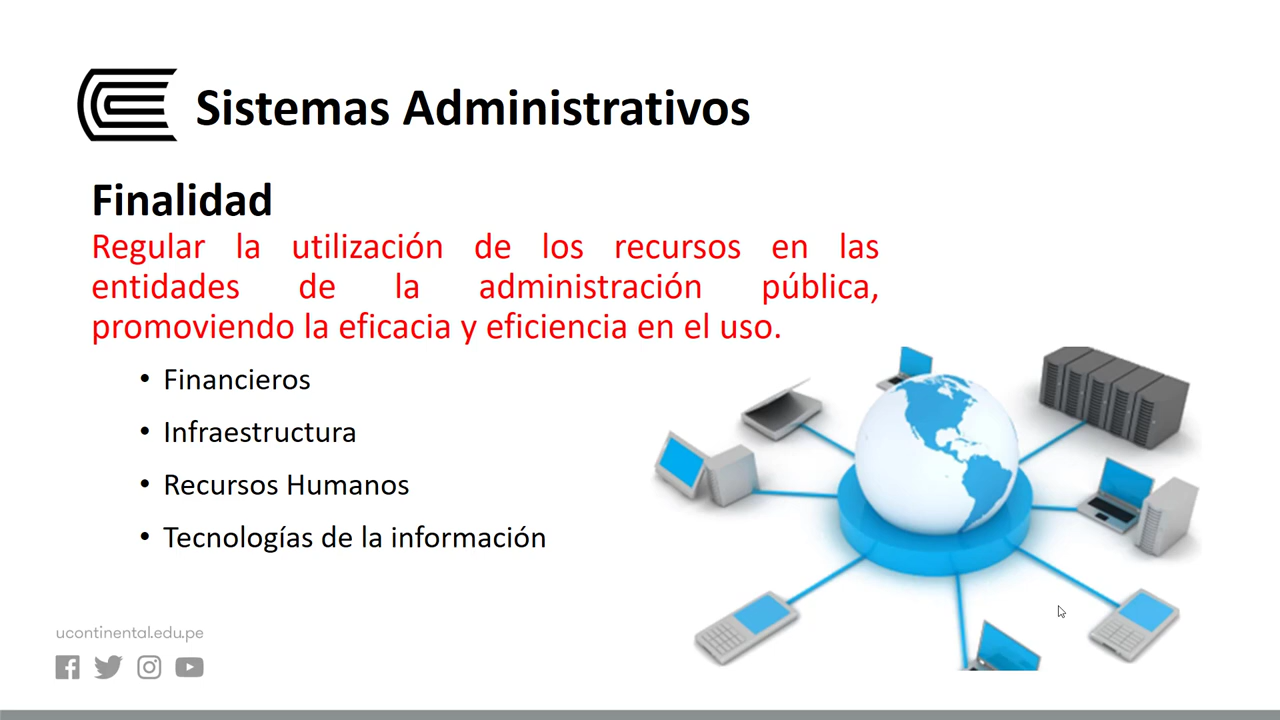 Sistemas Administrativos
Finalidad
Regular la utilización de los recursos en las
entidades de la administración pública,
promoviendo la eficacia y eficiencia en el uso.
• Financieros
• Infraestructura
• Recursos Humanos
• Tecnologías de la información
ucontinental.edu.pe